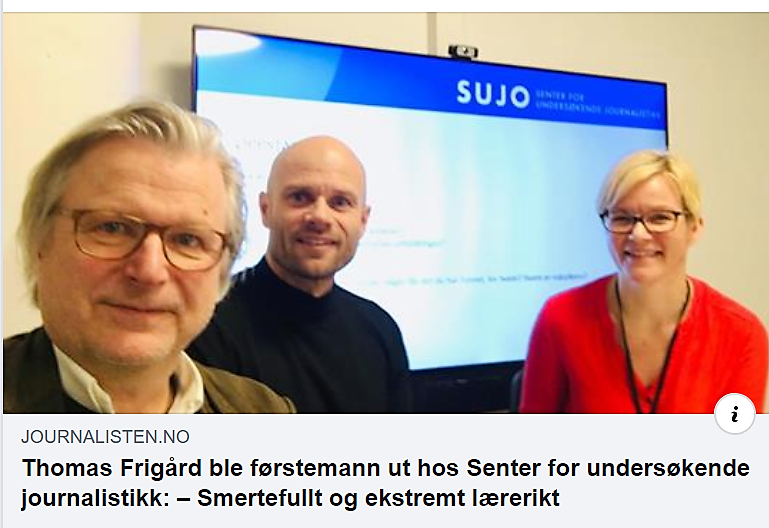 SUJO
SENTER FOR
UNDERSØKENDE JOURNALISTIKK
i
JOURNALISTEN.NO
Thomas Frigård ble førstemann ut hos Senter for undersøkende
journalistikk: – Smertefullt og ekstremt lærerikt